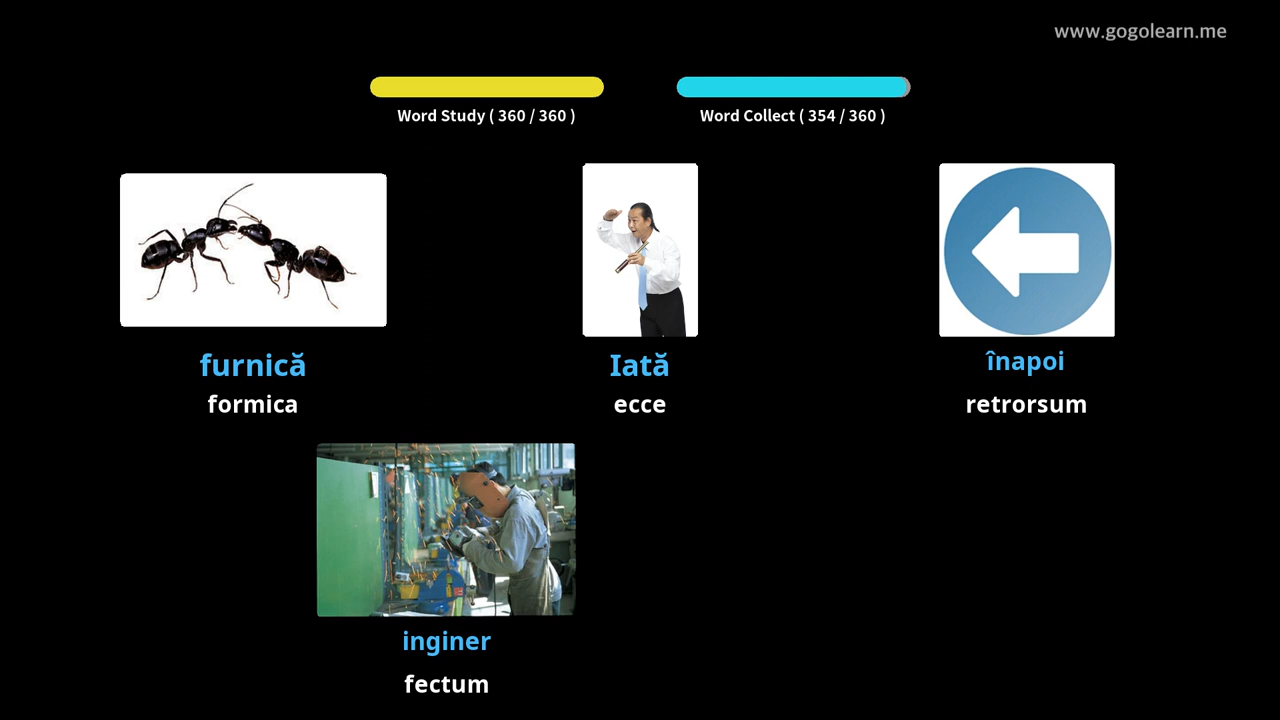 www.gogolearn.me
Word Study ( 360 / 360 )
Word Collect ( 354 / 360 )
furnică
formica
Iată
ecce
înapoi
retrorsum
inginer
fectum